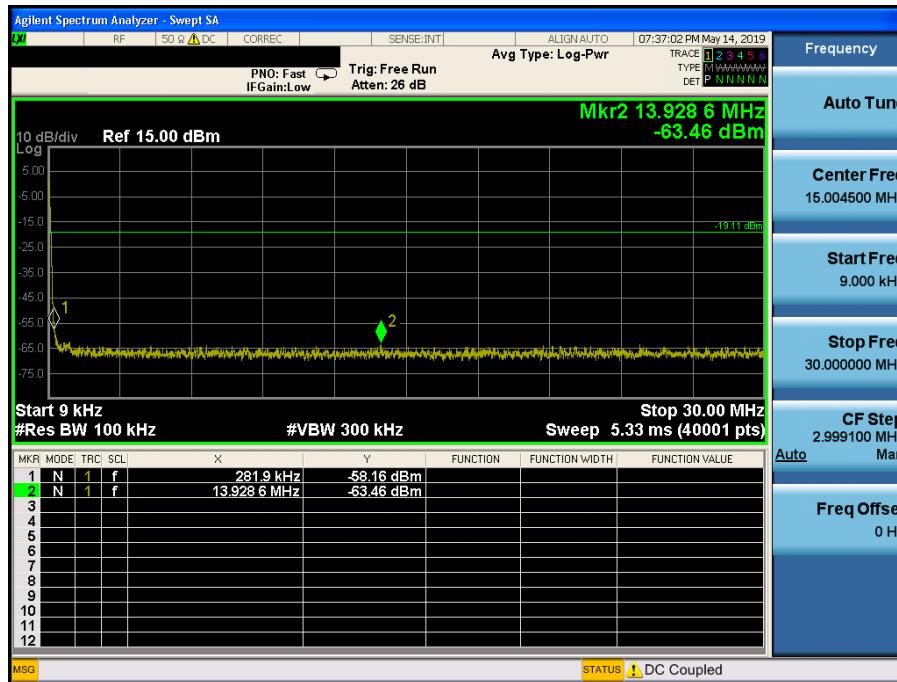 Agilent Spectrum Analyzer - Swept SA
LXI RF 50 Ω DC CORREC SENSE:INT ALIGN AUTO 07:37:02 PM May 14, 2019
Avg Type: Log-Pwr
TRACE 1 2 3 4 5 6
TYPE M W W W W W
DET P N N N N N
PNO: Fast
IFGain:Low
Trig: Free Run
Atten: 26 dB
Mkr2 13.928 6 MHz
-63.46 dBm
10 dB/div Ref 15.00 dBm
Log
5.00
-5.00
-15.0
-19.11 dBm
-25.0
-35.0
-45.0
1
-55.0
2
-65.0
-75.0
Start 9 kHz Stop 30.00 MHz
#Res BW 100 kHz #VBW 300 kHz Sweep 5.33 ms (40001 pts)
MKR MODE TRC SCL X Y FUNCTION FUNCTION WIDTH FUNCTION VALUE
1 N 1 f 281.9 kHz -58.16 dBm
2 N 1 f 13.928 6 MHz -63.46 dBm
3
4
5
6
7
8
9
10
11
12
MSG STATUS DC Coupled
Frequency
Auto Tun
Center Fre
15.004500 MH
Start Fre
9.000 kH
Stop Fre
30.000000 MH
CF Step
2.999100 MH
Auto Ma
Freq Offse
0 H